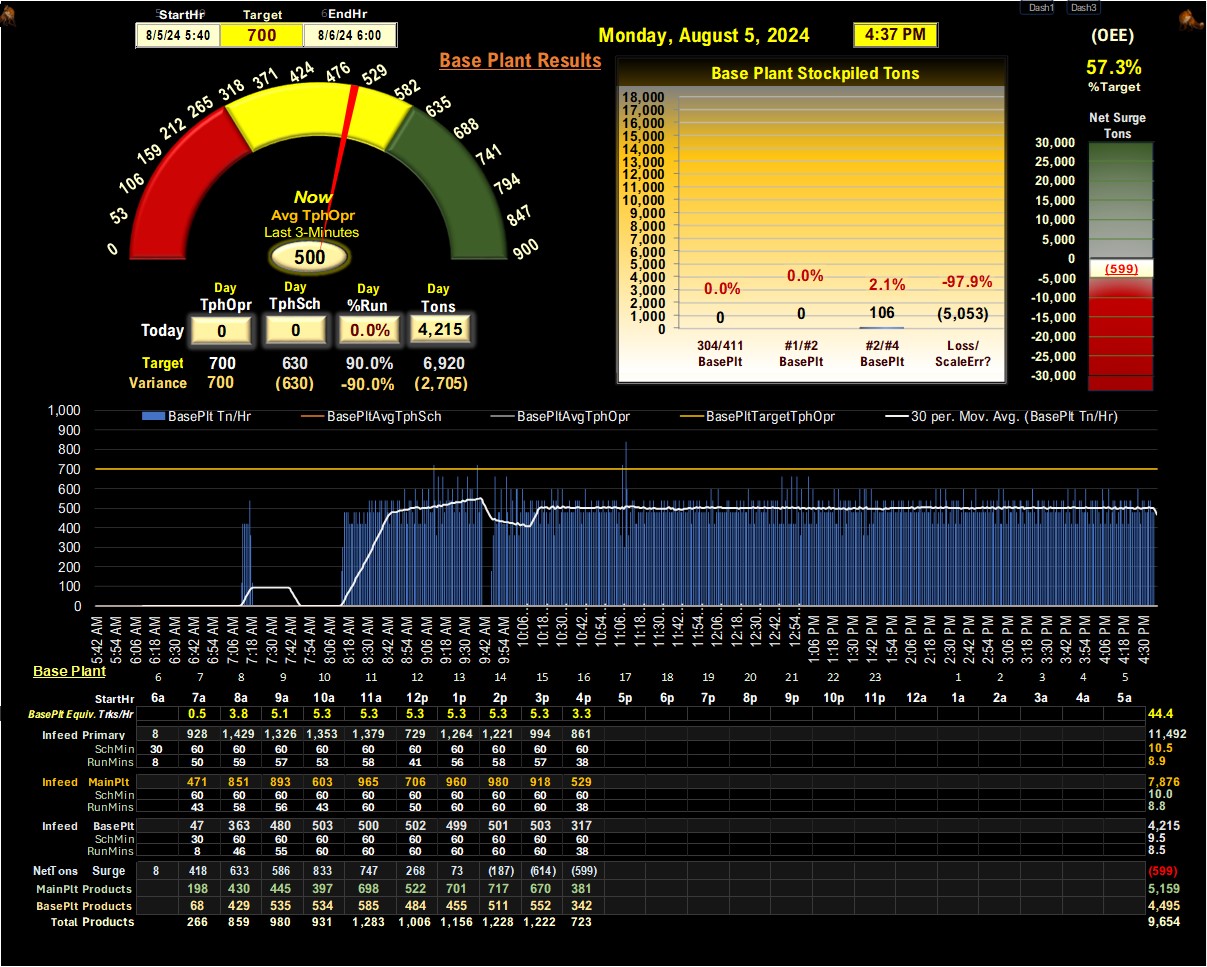 Dash1 Dash3
StartHr Target EndHr
8/5/24 5:40 700 8/6/24 6:00
Monday, August 5, 2024 4:37 PM
(OEE)
57.3%
%Target
Base Plant Results
0 53 106 159 212 265 318 371 424 476 529 582 635 688 741 794 847 900
Now
Avg TphOpr
Last 3-Minutes
500
Day Day Day Day
TphOpr TphSch %Run Tons
Today 0 0 0.0% 4,215
Target 700 630 90.0% 6,920
Variance 700 (630) -90.0% (2,705)
Base Plant Stockpiled Tons
18,000
17,000
16,000
15,000
14,000
13,000
12,000
11,000
10,000
9,000
8,000
7,000
6,000
5,000
4,000
3,000
2,000
1,000
0
0.0% 0.0% 2.1% -97.9%
0 0 106 (5,053)
304/411 #1/#2 #2/#4 Loss/
BasePlt BasePlt BasePlt ScaleErr?
Net Surge
Tons
30,000
25,000
20,000
15,000
10,000
5,000
0
(599)
-5,000
-10,000
-15,000
-20,000
-25,000
-30,000
BasePlt Tn/Hr BasePltAvgTphSch BasePltAvgTphOpr BasePltTargetTphOpr 30 per. Mov. Avg. (BasePlt Tn/Hr)
1,000
900
800
700
600
500
400
300
200
100
0
5:42 AM 5:54 AM 6:06 AM 6:18 AM 6:30 AM 6:42 AM 6:54 AM 7:06 AM 7:18 AM 7:30 AM 7:42 AM 7:54 AM 8:06 AM 8:18 AM 8:30 AM 8:42 AM 8:54 AM 9:06 AM 9:18 AM 9:30 AM 9:42 AM 9:54 AM 10:06… 10:18… 10:30… 10:42… 10:54… 11:06… 11:18… 11:30… 11:42… 11:54… 12:06… 12:18… 12:30… 12:42… 12:54… 1:06 PM 1:18 PM 1:30 PM 1:42 PM 1:54 PM 2:06 PM 2:18 PM 2:30 PM 2:42 PM 2:54 PM 3:06 PM 3:18 PM 3:30 PM 3:42 PM 3:54 PM 4:06 PM 4:18 PM 4:30 PM
Base Plant
6 7 8 9 10 11 12 13 14 15 16 17 18 19 20 21 22 23 1 2 3 4 5
StartHr 6a 7a 8a 9a 10a 11a 12p 1p 2p 3p 4p 5p 6p 7p 8p 9p 10p 11p 12a 1a 2a 3a 4a 5a
BasePlt Equiv. Trks/Hr 0.5 3.8 5.1 5.3 5.3 5.3 5.3 5.3 5.3 3.3 44.4
Infeed Primary 8 928 1,429 1,326 1,353 1,379 729 1,264 1,221 994 861 11,492
SchMin 30 60 60 60 60 60 60 60 60 60 60 10.5
RunMins 8 50 59 57 53 58 41 56 58 57 38 8.9
Infeed MainPlt 471 851 893 603 965 706 960 980 918 529 7,876
SchMin 60 60 60 60 60 60 60 60 60 60 10.0
RunMins 43 58 56 43 60 50 60 60 60 38 8.8
Infeed BasePlt 47 363 480 503 500 502 499 501 503 317 4,215
SchMin 30 60 60 60 60 60 60 60 60 60 9.5
RunMins 8 46 55 60 60 60 60 60 60 38 8.5
NetTons Surge 8 418 633 586 833 747 268 73 (187) (614) (599) (599)
MainPlt Products 198 430 445 397 698 522 701 717 670 381 5,159
BasePlt Products 68 429 535 534 585 484 455 511 552 342 4,495
Total Products 266 859 980 931 1,283 1,006 1,156 1,228 1,222 723 9,654